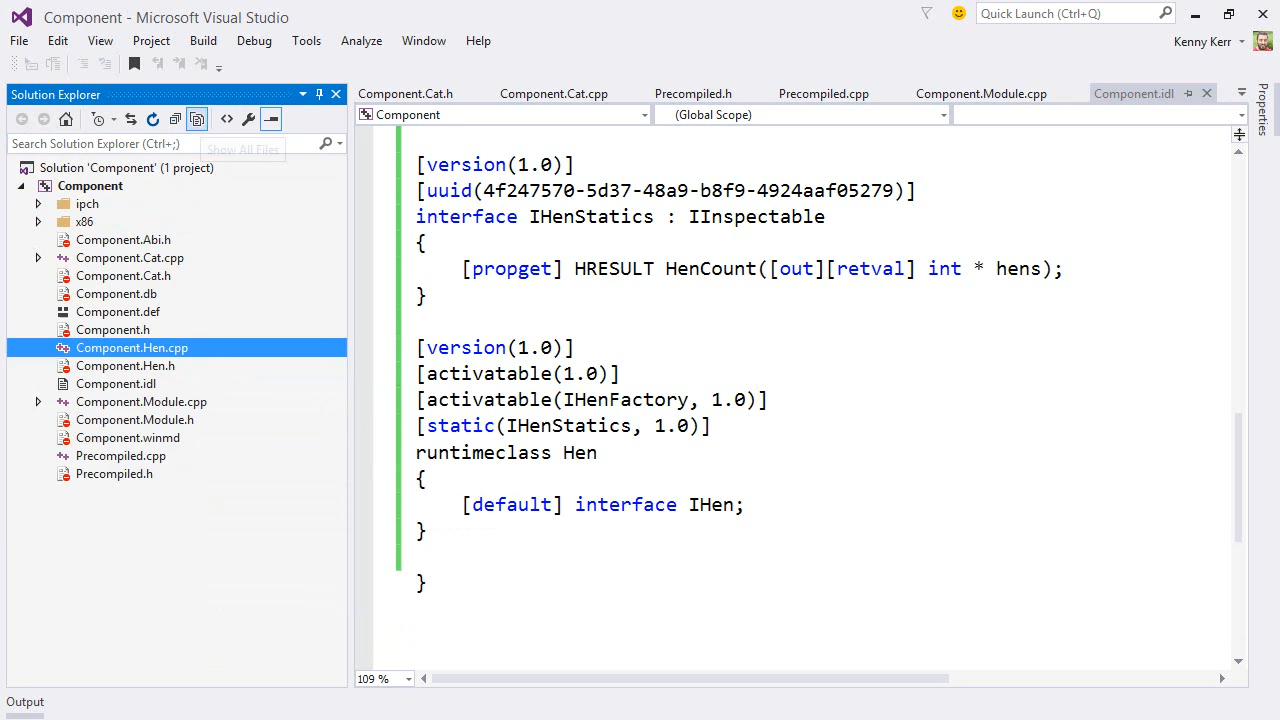 Component - Microsoft Visual Studio
Quick Launch (Ctrl+Q)
File Edit View Project Build Debug Tools Analyze Window Help
Kenny Kerr
Solution Explorer
Search Solution Explorer (Ctrl+;)
Show All Files
Solution 'Component' (1 project)
Component
ipch
x86
Component.Abi.h
Component.Cat.cpp
Component.Cat.h
Component.db
Component.def
Component.h
Component.Hen.cpp
Component.Hen.h
Component.idl
Component.Module.cpp
Component.Module.h
Component.winmd
Precompiled.cpp
Precompiled.h
Component.Cat.h Component.Cat.cpp Precompiled.h Precompiled.cpp Component.Module.cpp Component.idl
Component (Global Scope)
[version(1.0)]
[uuid(4f247570-5d37-48a9-b8f9-4924aaf05279)]
interface IHenStatics : IInspectable
{
[propget] HRESULT HenCount([out][retval] int * hens);
}
[version(1.0)]
[activatable(1.0)]
[activatable(IHenFactory, 1.0)]
[static(IHenStatics, 1.0)]
runtimeclass Hen
{
[default] interface IHen;
}
}
109 %
Properties
Output